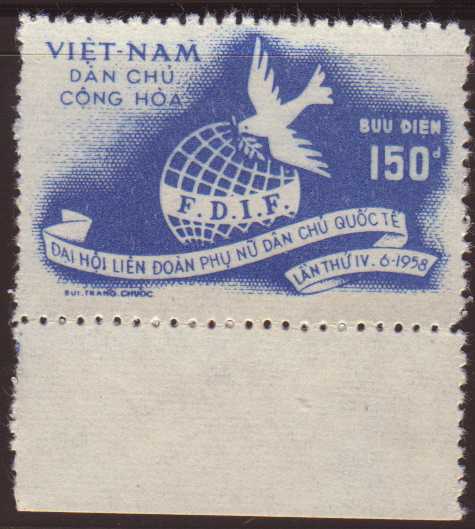 VIỆT-NAM
DÂN CHỦ
CỘNG HÒA
BƯU ĐIỆN
150đ
F.D.I.F.
ĐẠI HỘI LIÊN ĐOÀN PHỤ NỮ DÂN CHỦ QUỐC TẾ
LẦN THỨ IV. 6-1958
BUI.TRANG.CHUOC